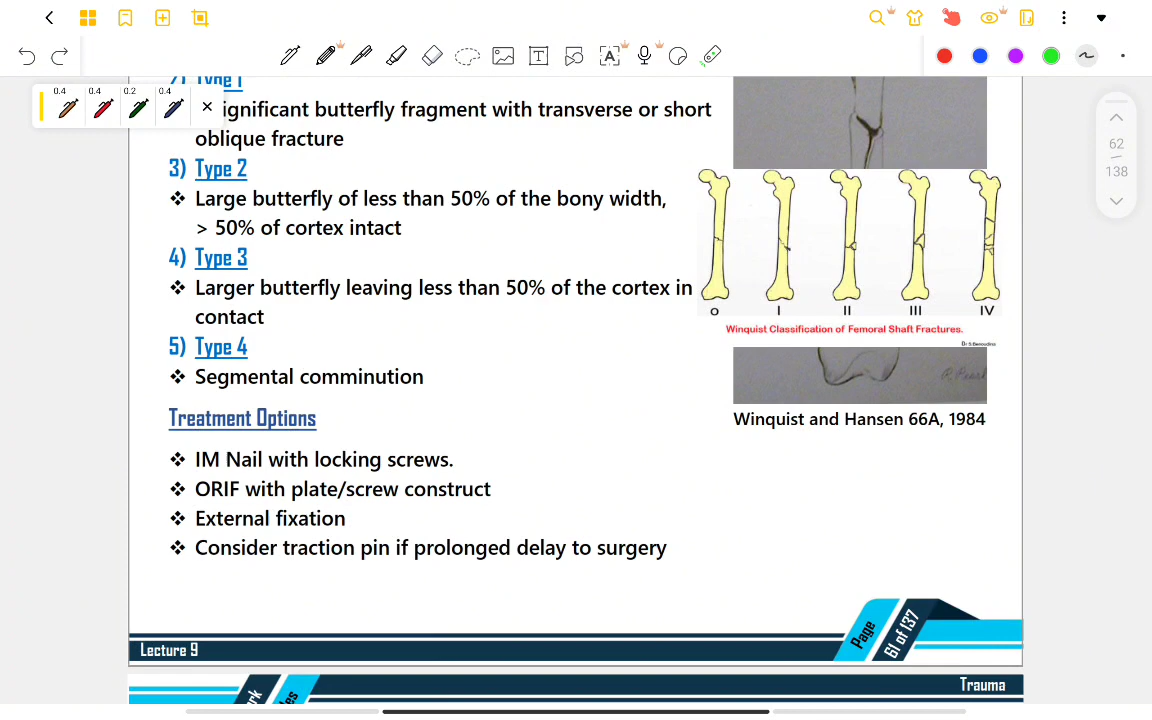 62
138
0.4
0.4
0.2
0.4
2) Type 1
ignificant butterfly fragment with transverse or short
oblique fracture
3) Type 2
❖ Large butterfly of less than 50% of the bony width,
> 50% of cortex intact
4) Type 3
❖ Larger butterfly leaving less than 50% of the cortex in
contact
5) Type 4
❖ Segmental comminution
O I II III IV
Winquist Classification of Femoral Shaft Fractures.
Winquist and Hansen 66A, 1984
Treatment Options
❖ IM Nail with locking screws.
❖ ORIF with plate/screw construct
❖ External fixation
❖ Consider traction pin if prolonged delay to surgery
Lecture 9
Page
61 of 137
Trauma